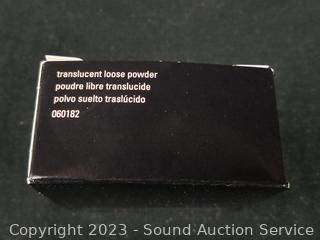 translucent loose powder
poudre libre translucide
polvo suelto traslúcido
060182
Copyright © 2023 - Sound Auction Service